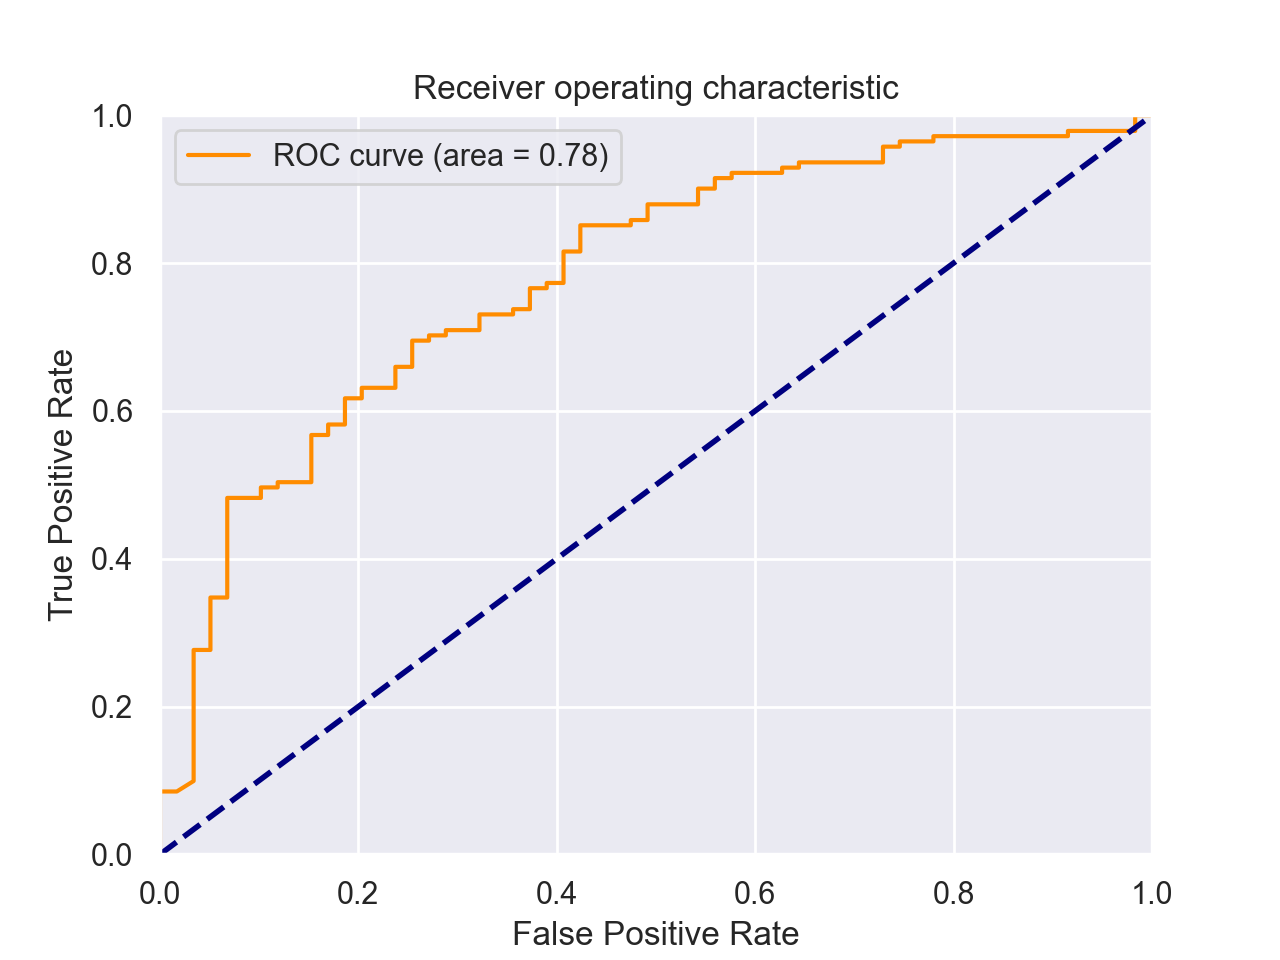 Receiver operating characteristic
ROC curve (area = 0.78)
True Positive Rate
1.0
0.8
0.6
0.4
0.2
0.0
0.0 0.2 0.4 0.6 0.8 1.0
False Positive Rate